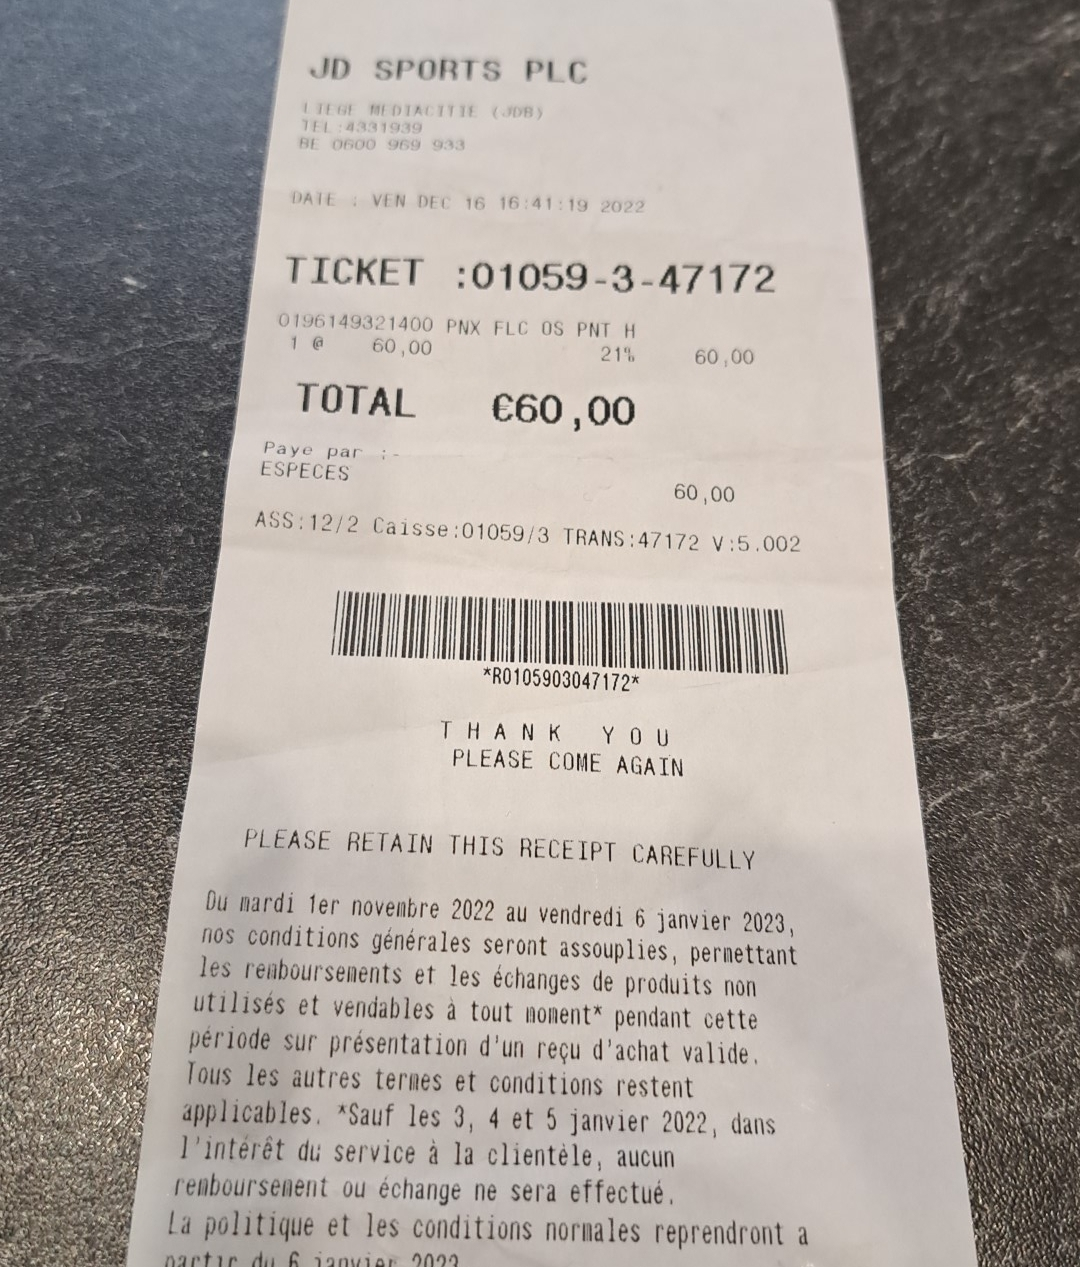 JD SPORTS PLC
LIEGE MEDIACITIE (JDB)
TEL:4331939
BE 0600 969 933
DATE : VEN DEC 16 16:41:19 2022
TICKET :01059-3-47172
0196149321400 PNX FLC OS PNT H
1 @ 60,00 21% 60,00
TOTAL €60,00
Paye par :-
ESPECES
60,00
ASS:12/2 Caisse:01059/3 TRANS:47172 V:5.002
*R0105903047172*
THANK YOU
PLEASE COME AGAIN
PLEASE RETAIN THIS RECEIPT CAREFULLY
Du mardi 1er novembre 2022 au vendredi 6 janvier 2023,
nos conditions générales seront assouplies, permettant
les remboursements et les échanges de produits non
utilisés et vendables à tout moment* pendant cette
période sur présentation d'un reçu d'achat valide.
Tous les autres termes et conditions restent
applicables. *Sauf les 3, 4 et 5 janvier 2022, dans
l'intérêt du service à la clientèle, aucun
remboursement ou échange ne sera effectué.
La politique et les conditions normales reprendront a
partir du 6 janvier 2023